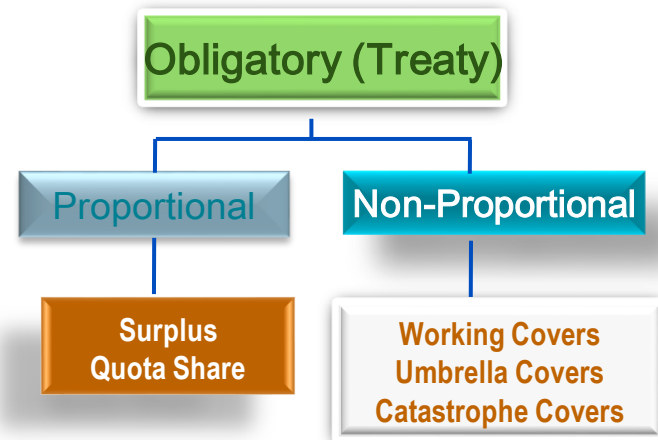 Obligatory (Treaty)
Proportional
Non-Proportional
Surplus
Quota Share
Working Covers
Umbrella Covers
Catastrophe Covers